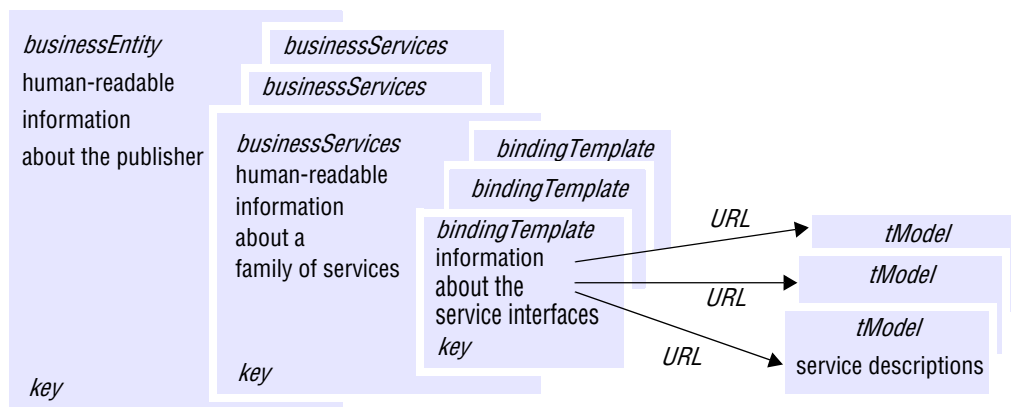 businessEntity
human-readable
information
about the publisher
key
businessServices
businessServices
businessServices
human-readable
information
about a
family of services
key
bindingTemplate
bindingTemplate
bindingTemplate
information
about the
service interfaces
key
URL
URL
URL
tModel
tModel
tModel
service descriptions